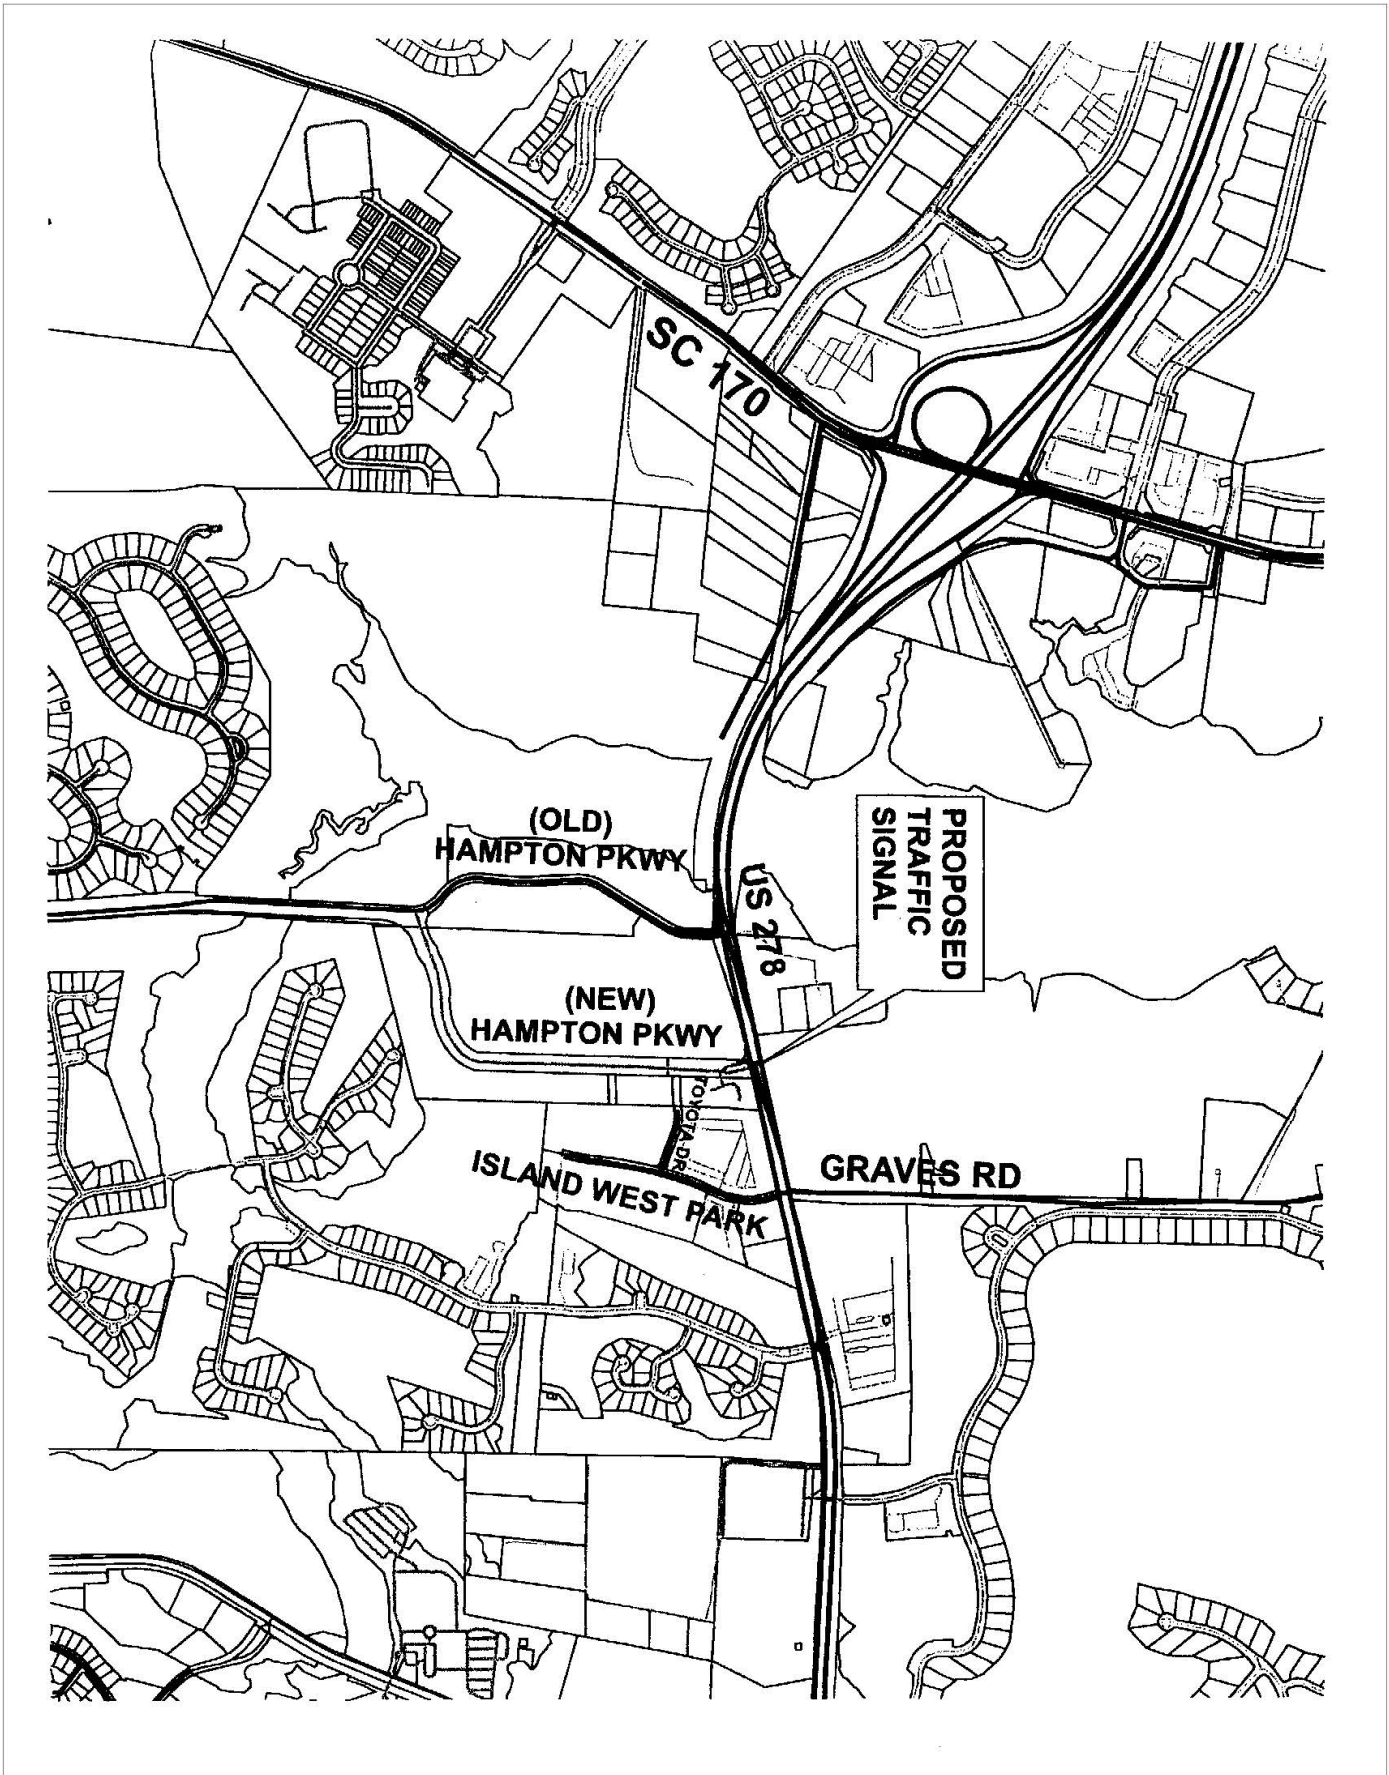 SC 170
(OLD)
HAMPTON PKWY
US 278
PROPOSED
TRAFFIC
SIGNAL
(NEW)
HAMPTON PKWY
TOYOTA DR
ISLAND WEST PARK
GRAVES RD